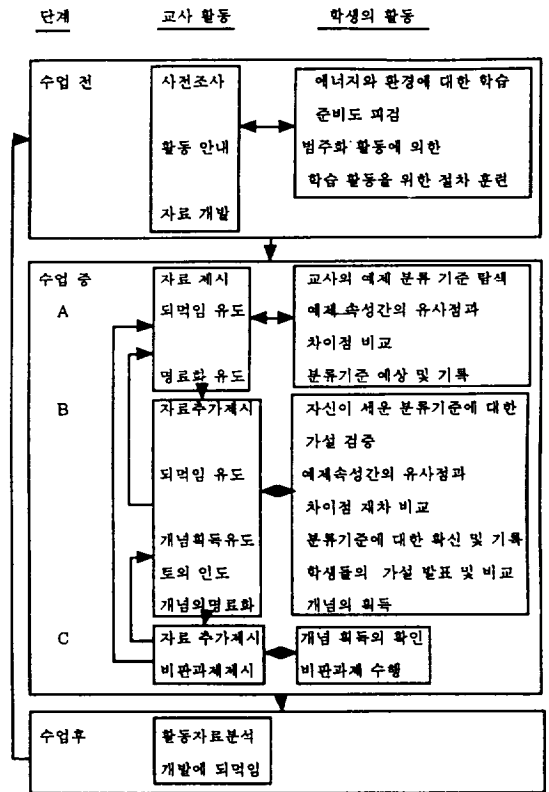 단계 교사 활동 학생의 활동
수업 전 사전조사 에너지와 환경에 대한 학습
준비도 피검
활동 안내 범주화 활동에 의한
학습 활동을 위한 절차 훈련
자료 개발
수업 중 자료 제시 교사의 예제 분류 기준 탐색
A 되먹임 유도 예제 속성간의 유사점과
차이점 비교
명료화 유도 분류기준 예상 및 기록
B 자료추가제시 자신이 세운 분류기준에 대한
가설 검증
되먹임 유도 예제속성간의 유사점과
차이점 재차 비교
개념획득유도 분류기준에 대한 확신 및 기록
토의 인도 학생들의 가설 발표 및 비교
개념의명료화 개념의 획득
C 자료 추가제시 개념 획득의 확인
비판과제제시 비판과제 수행
수업후 활동자료분석
개발에 되먹임